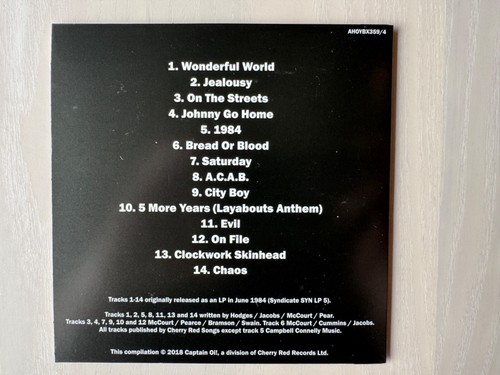 AHOYBX359/4
1. Wonderful World
2. Jealousy
3. On The Streets
4. Johnny Go Home
5. 1984
6. Bread Or Blood
7. Saturday
8. A.C.A.B.
9. City Boy
10. 5 More Years (Layabouts Anthem)
11. Evil
12. On File
13. Clockwork Skinhead
14. Chaos
Tracks 1-14 originally released as an LP in June 1984 (Syndicate SYN LP 5).
Tracks 1, 2, 5, 8, 11, 13 and 14 written by Hodges / Jacobs / McCourt / Pear.
Tracks 3, 4, 7, 9, 10 and 12 McCourt / Pearce / Bramson / Swain. Track 6 McCourt / Cummins / Jacobs.
All tracks published by Cherry Red Songs except track 5 Campbell Connelly Music.
This compilation © 2018 Captain Oi!, a division of Cherry Red Records Ltd.